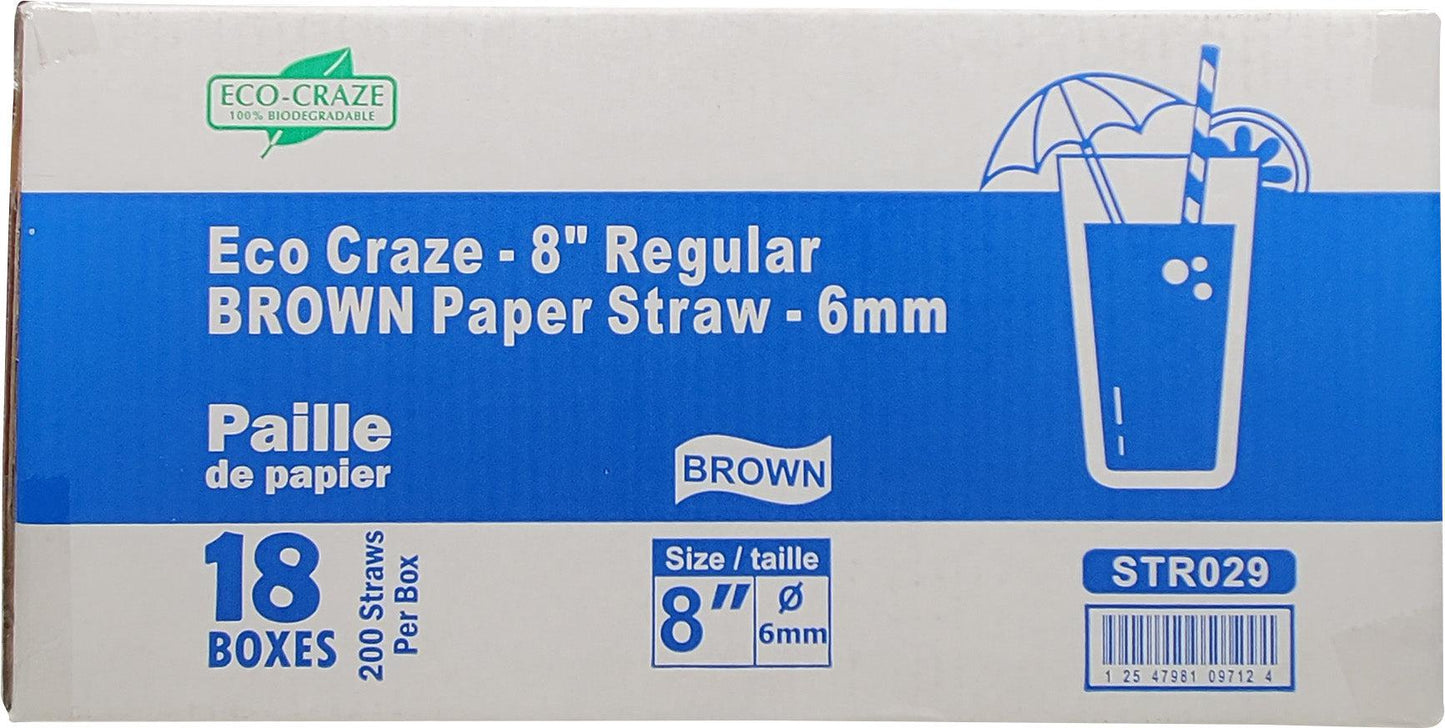 ECO-CRAZE
100% BIODEGRADABLE
Eco Craze - 8" Regular
BROWN Paper Straw - 6mm
Paille
de papier
BROWN
18
BOXES
200 Straws
Per Box
Size / taille
8"
Ø
6mm
STR029
1 25 47981 09712 4